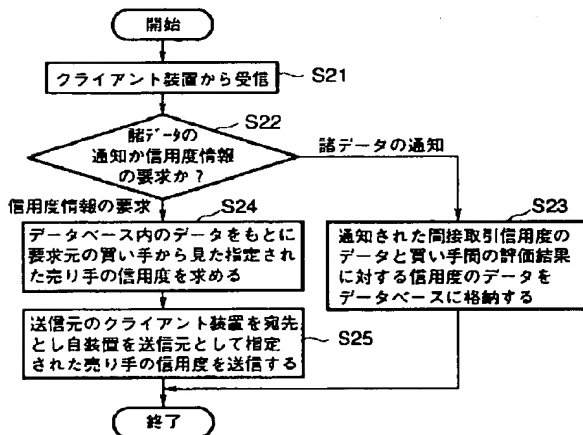 開始
クライアント装置から受信
S21
S22
諸データの
通知か信用度情報
の要求か？
諸データの通知
信用度情報の要求
S24
S23
データベース内のデータをもとに
要求元の買い手から見た指定され
た売り手の信用度を求める
通知された間接取引信用度の
データと買い手間の評価結果
に対する信用度のデータを
データベースに格納する
送信元のクライアント装置を宛先
とし自装置を送信元として指定
された売り手の信用度を送信する
S25
終了